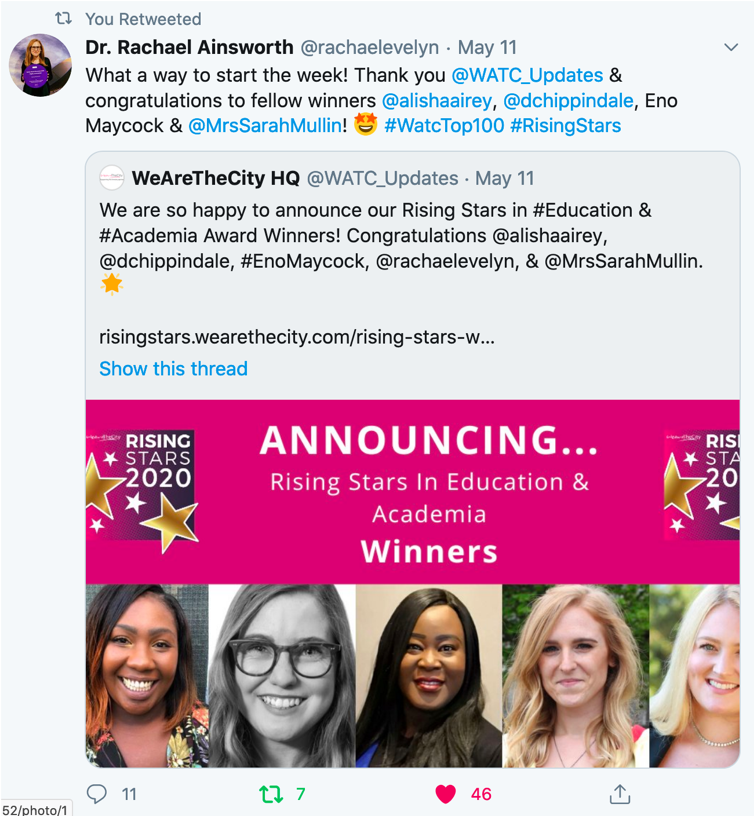 You Retweeted
Dr. Rachael Ainsworth @rachaelevelyn · May 11
What a way to start the week! Thank you @WATC_Updates &
congratulations to fellow winners @alishaairey, @dchippindale, Eno
Maycock & @MrsSarahMullin! 🤩 #WatcTop100 #RisingStars
WeAreTheCity HQ @WATC_Updates · May 11
We are so happy to announce our Rising Stars in #Education &
#Academia Award Winners! Congratulations @alishaairey,
@dchippindale, #EnoMaycock, @rachaelevelyn, & @MrsSarahMullin.
🌟
risingstars.wearethecity.com/rising-stars-w...
Show this thread
RISING
STARS
2020
ANNOUNCING...
Rising Stars In Education &
Academia
Winners
RIS
STA
20
11
7
46
52/photo/1